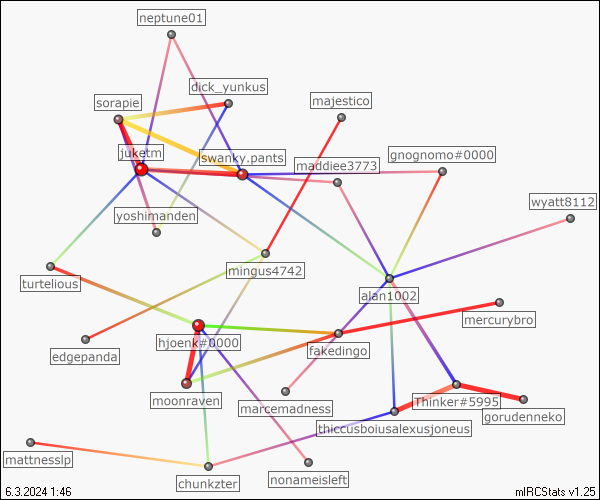 neptune01
dick_yunkus
sorapie
majestico
juketm
swanky.pants
gnognomo#0000
maddiee3773
wyatt8112
yoshimanden
mingus4742
turtelious
alan1002
mercurybro
hjoenk#0000
fakedingo
edgepanda
moonraven
Thinker#5995
marcemadness
gorudenneko
thiccusboiusalexusjoneus
mattnesslp
nonameisleft
chunkzter
6.3.2024 1:46
mIRCStats v1.25